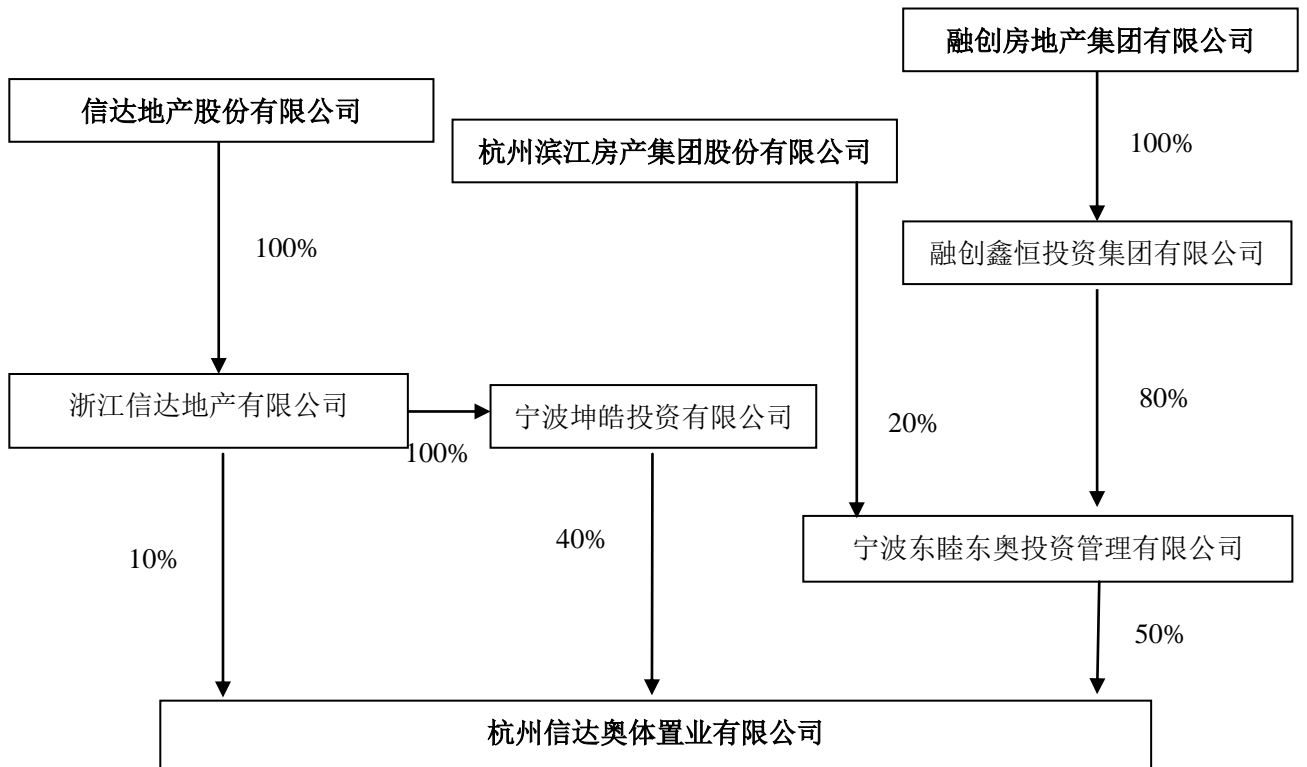 融创房地产集团有限公司
信达地产股份有限公司
杭州滨江房产集团股份有限公司
100%
融创鑫恒投资集团有限公司
100%
浙江信达地产有限公司
宁波坤皓投资有限公司
80%
20%
100%
宁波东睦东奥投资管理有限公司
40%
10%
50%
杭州信达奥体置业有限公司